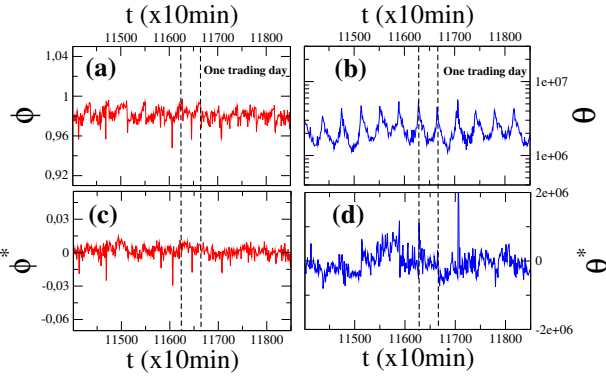 t (x10min) t (x10min)
11500 11600 11700 11800 11500 11600 11700 11800
1,04
1
0,96
0,92
ϕ
(a)
One trading day
(b)
One trading day
1e+07
1e+06
θ
0,03
0
-0,03
-0,06
ϕ*
(c)
(d)
2e+06
0
-2e+06
θ*
11500 11600 11700 11800 11500 11600 11700 11800
t (x10min) t (x10min)